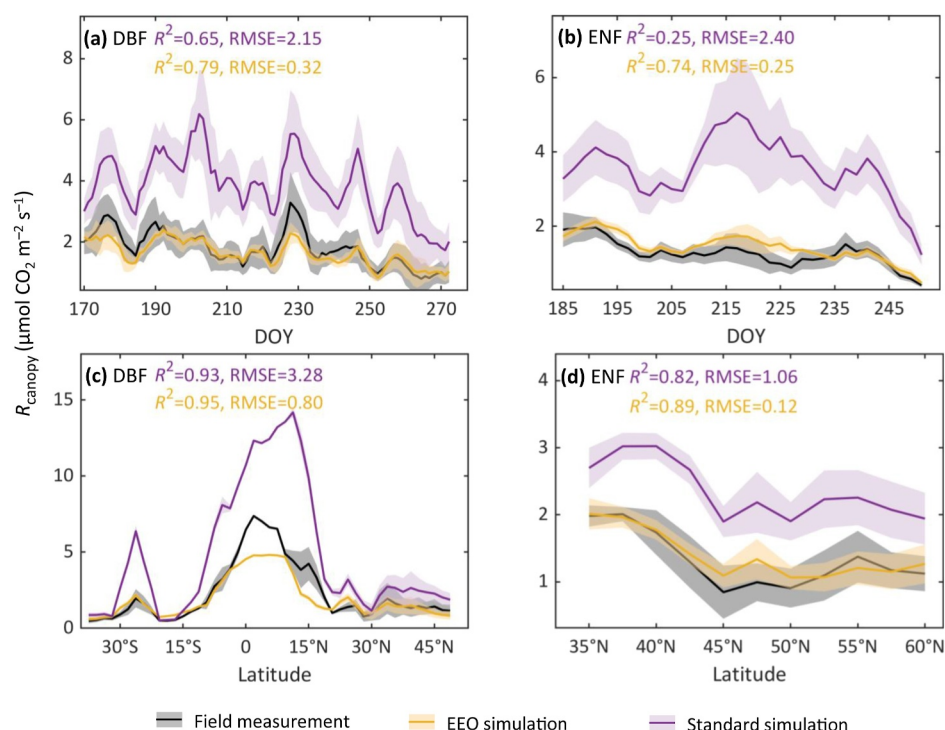 (a) DBF R²=0.65, RMSE=2.15
R²=0.79, RMSE=0.32
8
6
4
2
170 190 210 230 250 270
DOY
(b) ENF R²=0.25, RMSE=2.40
R²=0.74, RMSE=0.25
6
4
2
185 195 205 215 225 235 245
DOY
Rcanopy (μmol CO₂ m⁻² s⁻¹)
(c) DBF R²=0.93, RMSE=3.28
R²=0.95, RMSE=0.80
15
10
5
0
30°S 15°S 0 15°N 30°N 45°N
Latitude
(d) ENF R²=0.82, RMSE=1.06
R²=0.89, RMSE=0.12
4
3
2
1
35°N 40°N 45°N 50°N 55°N 60°N
Latitude
Field measurement EEO simulation Standard simulation